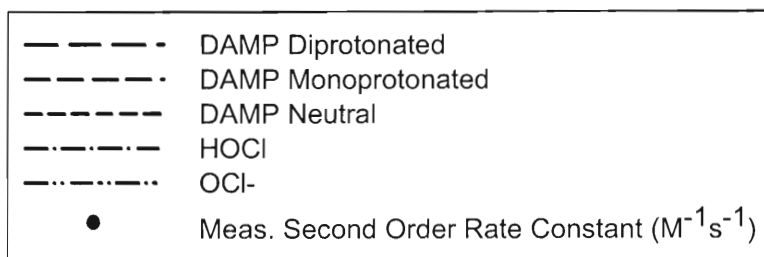 DAMP Diprotonated
DAMP Monoprotonated
DAMP Neutral
HOCl
OCl-
Meas. Second Order Rate Constant (M⁻¹s⁻¹)